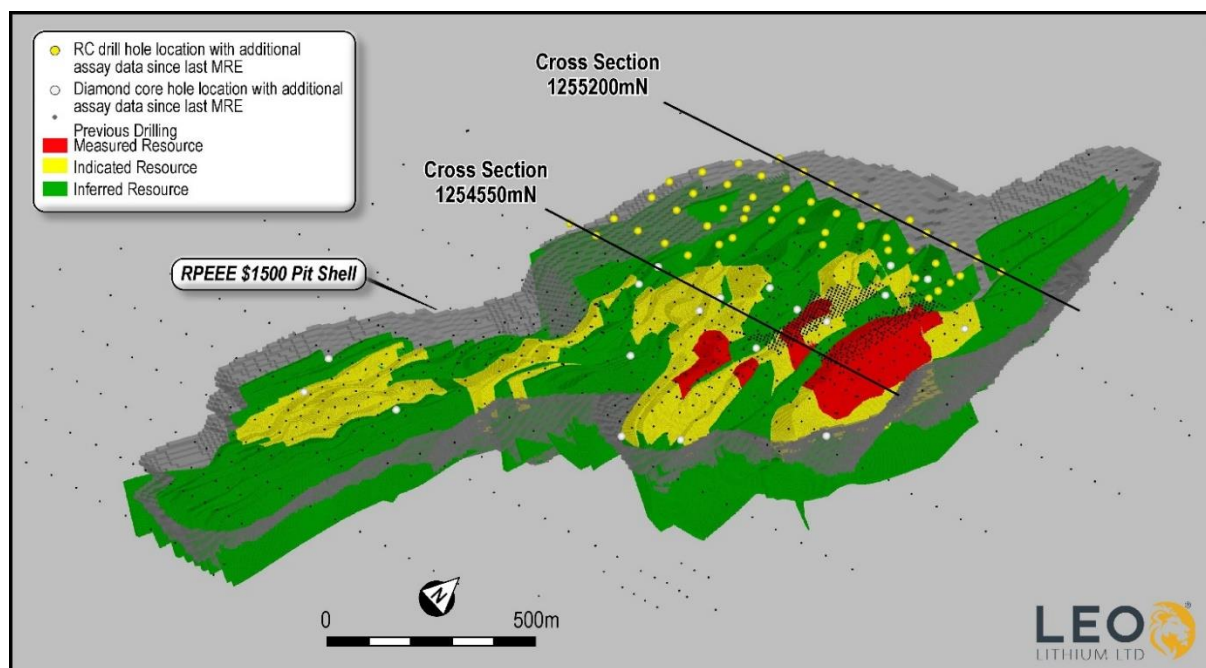 RC drill hole location with additional
assay data since last MRE
Diamond core hole location with additional
assay data since last MRE
Previous Drilling
Measured Resource
Indicated Resource
Inferred Resource
Cross Section
1255200mN
Cross Section
1254550mN
RPEEE $1500 Pit Shell
N
0
500m
LEO
LITHIUM LTD
®